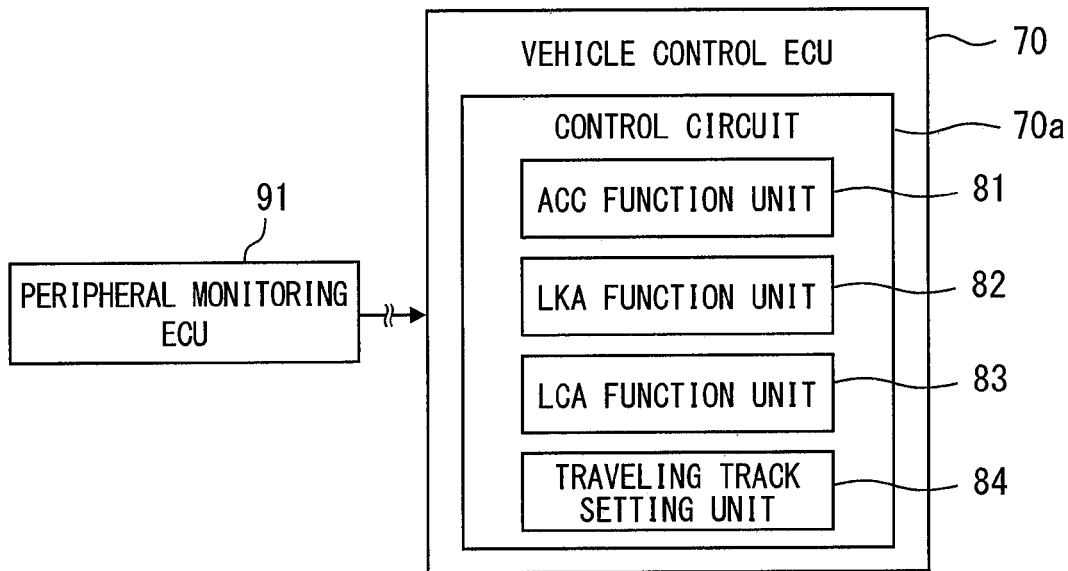 VEHICLE CONTROL ECU
70
CONTROL CIRCUIT
70a
ACC FUNCTION UNIT
81
91
PERIPHERAL MONITORING
ECU
LKA FUNCTION UNIT
82
LCA FUNCTION UNIT
83
TRAVELING TRACK
SETTING UNIT
84